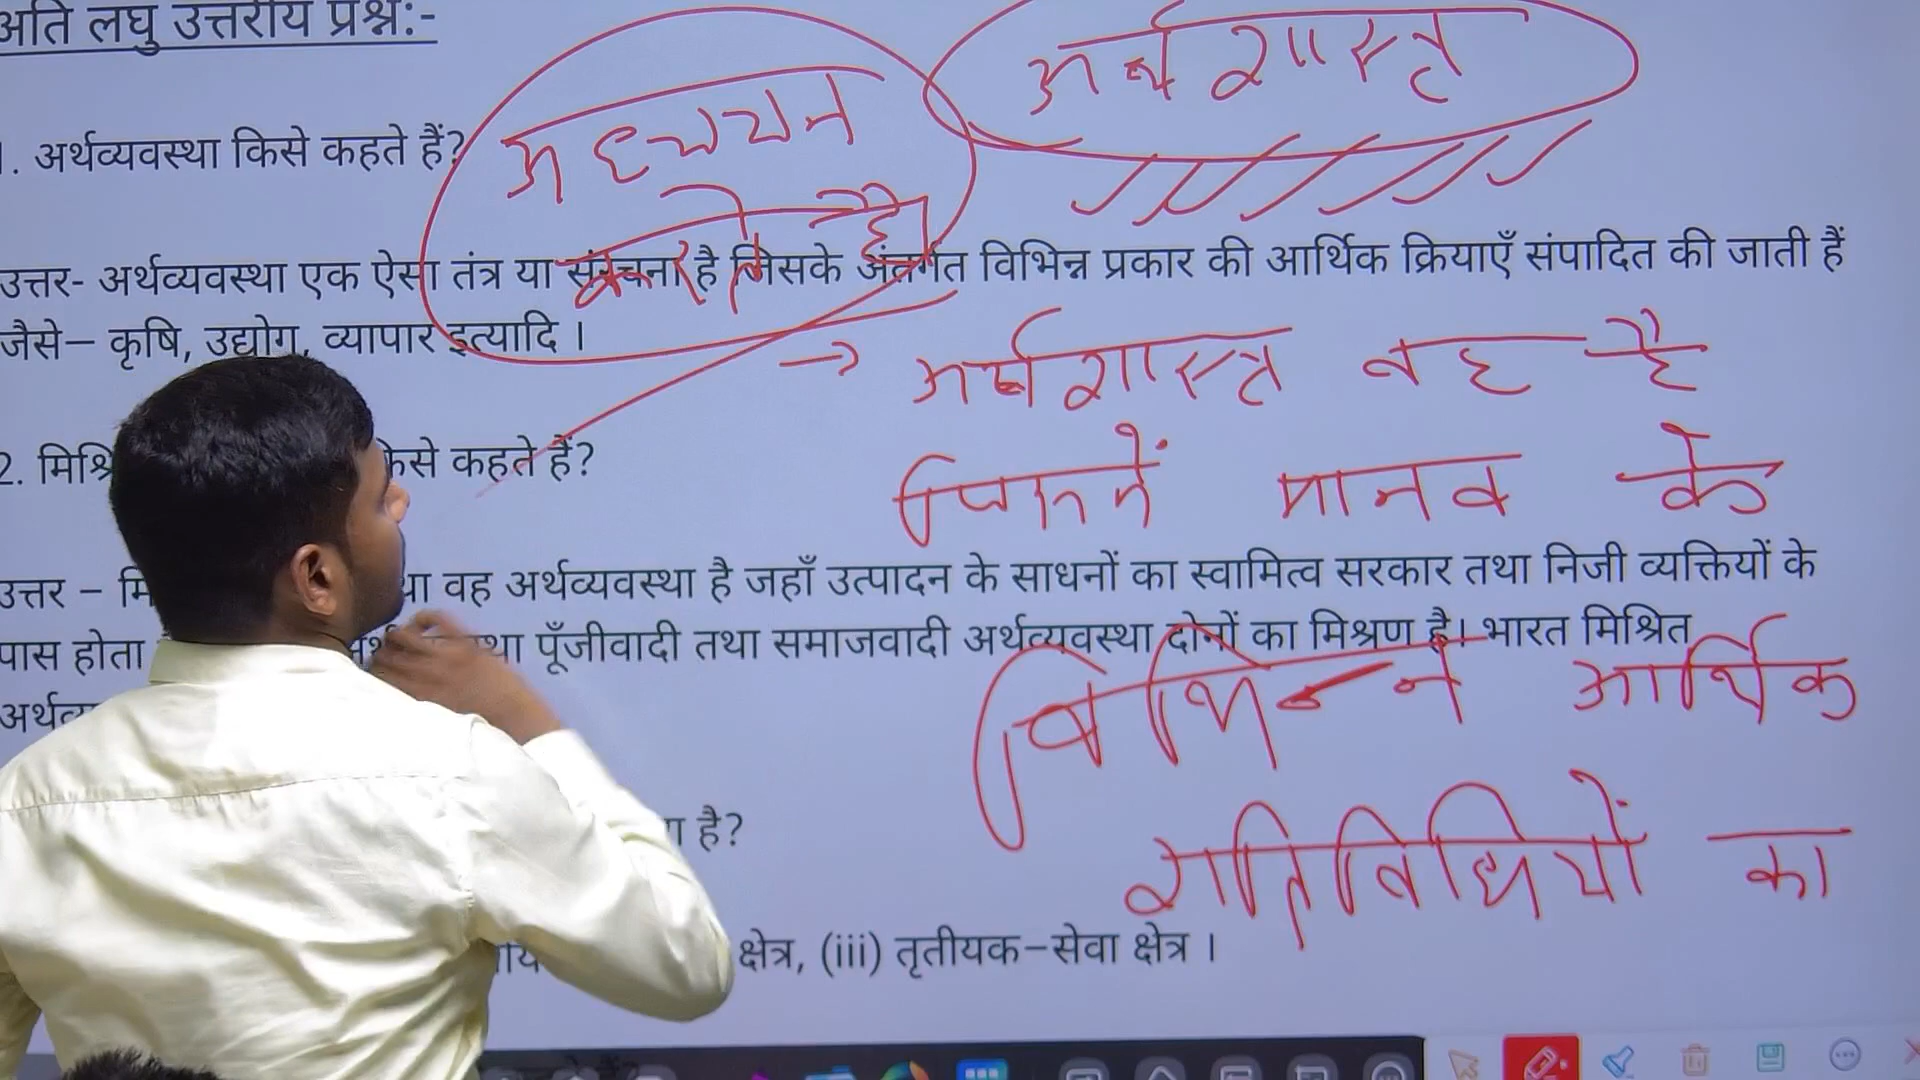 अति लघु उत्तरीय प्रश्न:-
अर्थशास्त्र
अध्ययन
करते है।
1. अर्थव्यवस्था किसे कहते हैं?
उत्तर- अर्थव्यवस्था एक ऐसा तंत्र या संरचना है जिसके अंतर्गत विभिन्न प्रकार की आर्थिक क्रियाएँ संपादित की जाती हैं
जैसे– कृषि, उद्योग, व्यापार इत्यादि ।
→ अर्थशास्त्र वह है
2. किसे कहते हैं?
जिसमें मानव के
उत्तर – वह अर्थव्यवस्था है जहाँ उत्पादन के साधनों का स्वामित्व सरकार तथा निजी व्यक्तियों के
पास होता पूँजीवादी तथा समाजवादी अर्थव्यवस्था दोनों का मिश्रण है। भारत मिश्रित
विभिन्न आर्थिक
है?
गतिविधियों का
क्षेत्र, (iii) तृतीयक–सेवा क्षेत्र ।